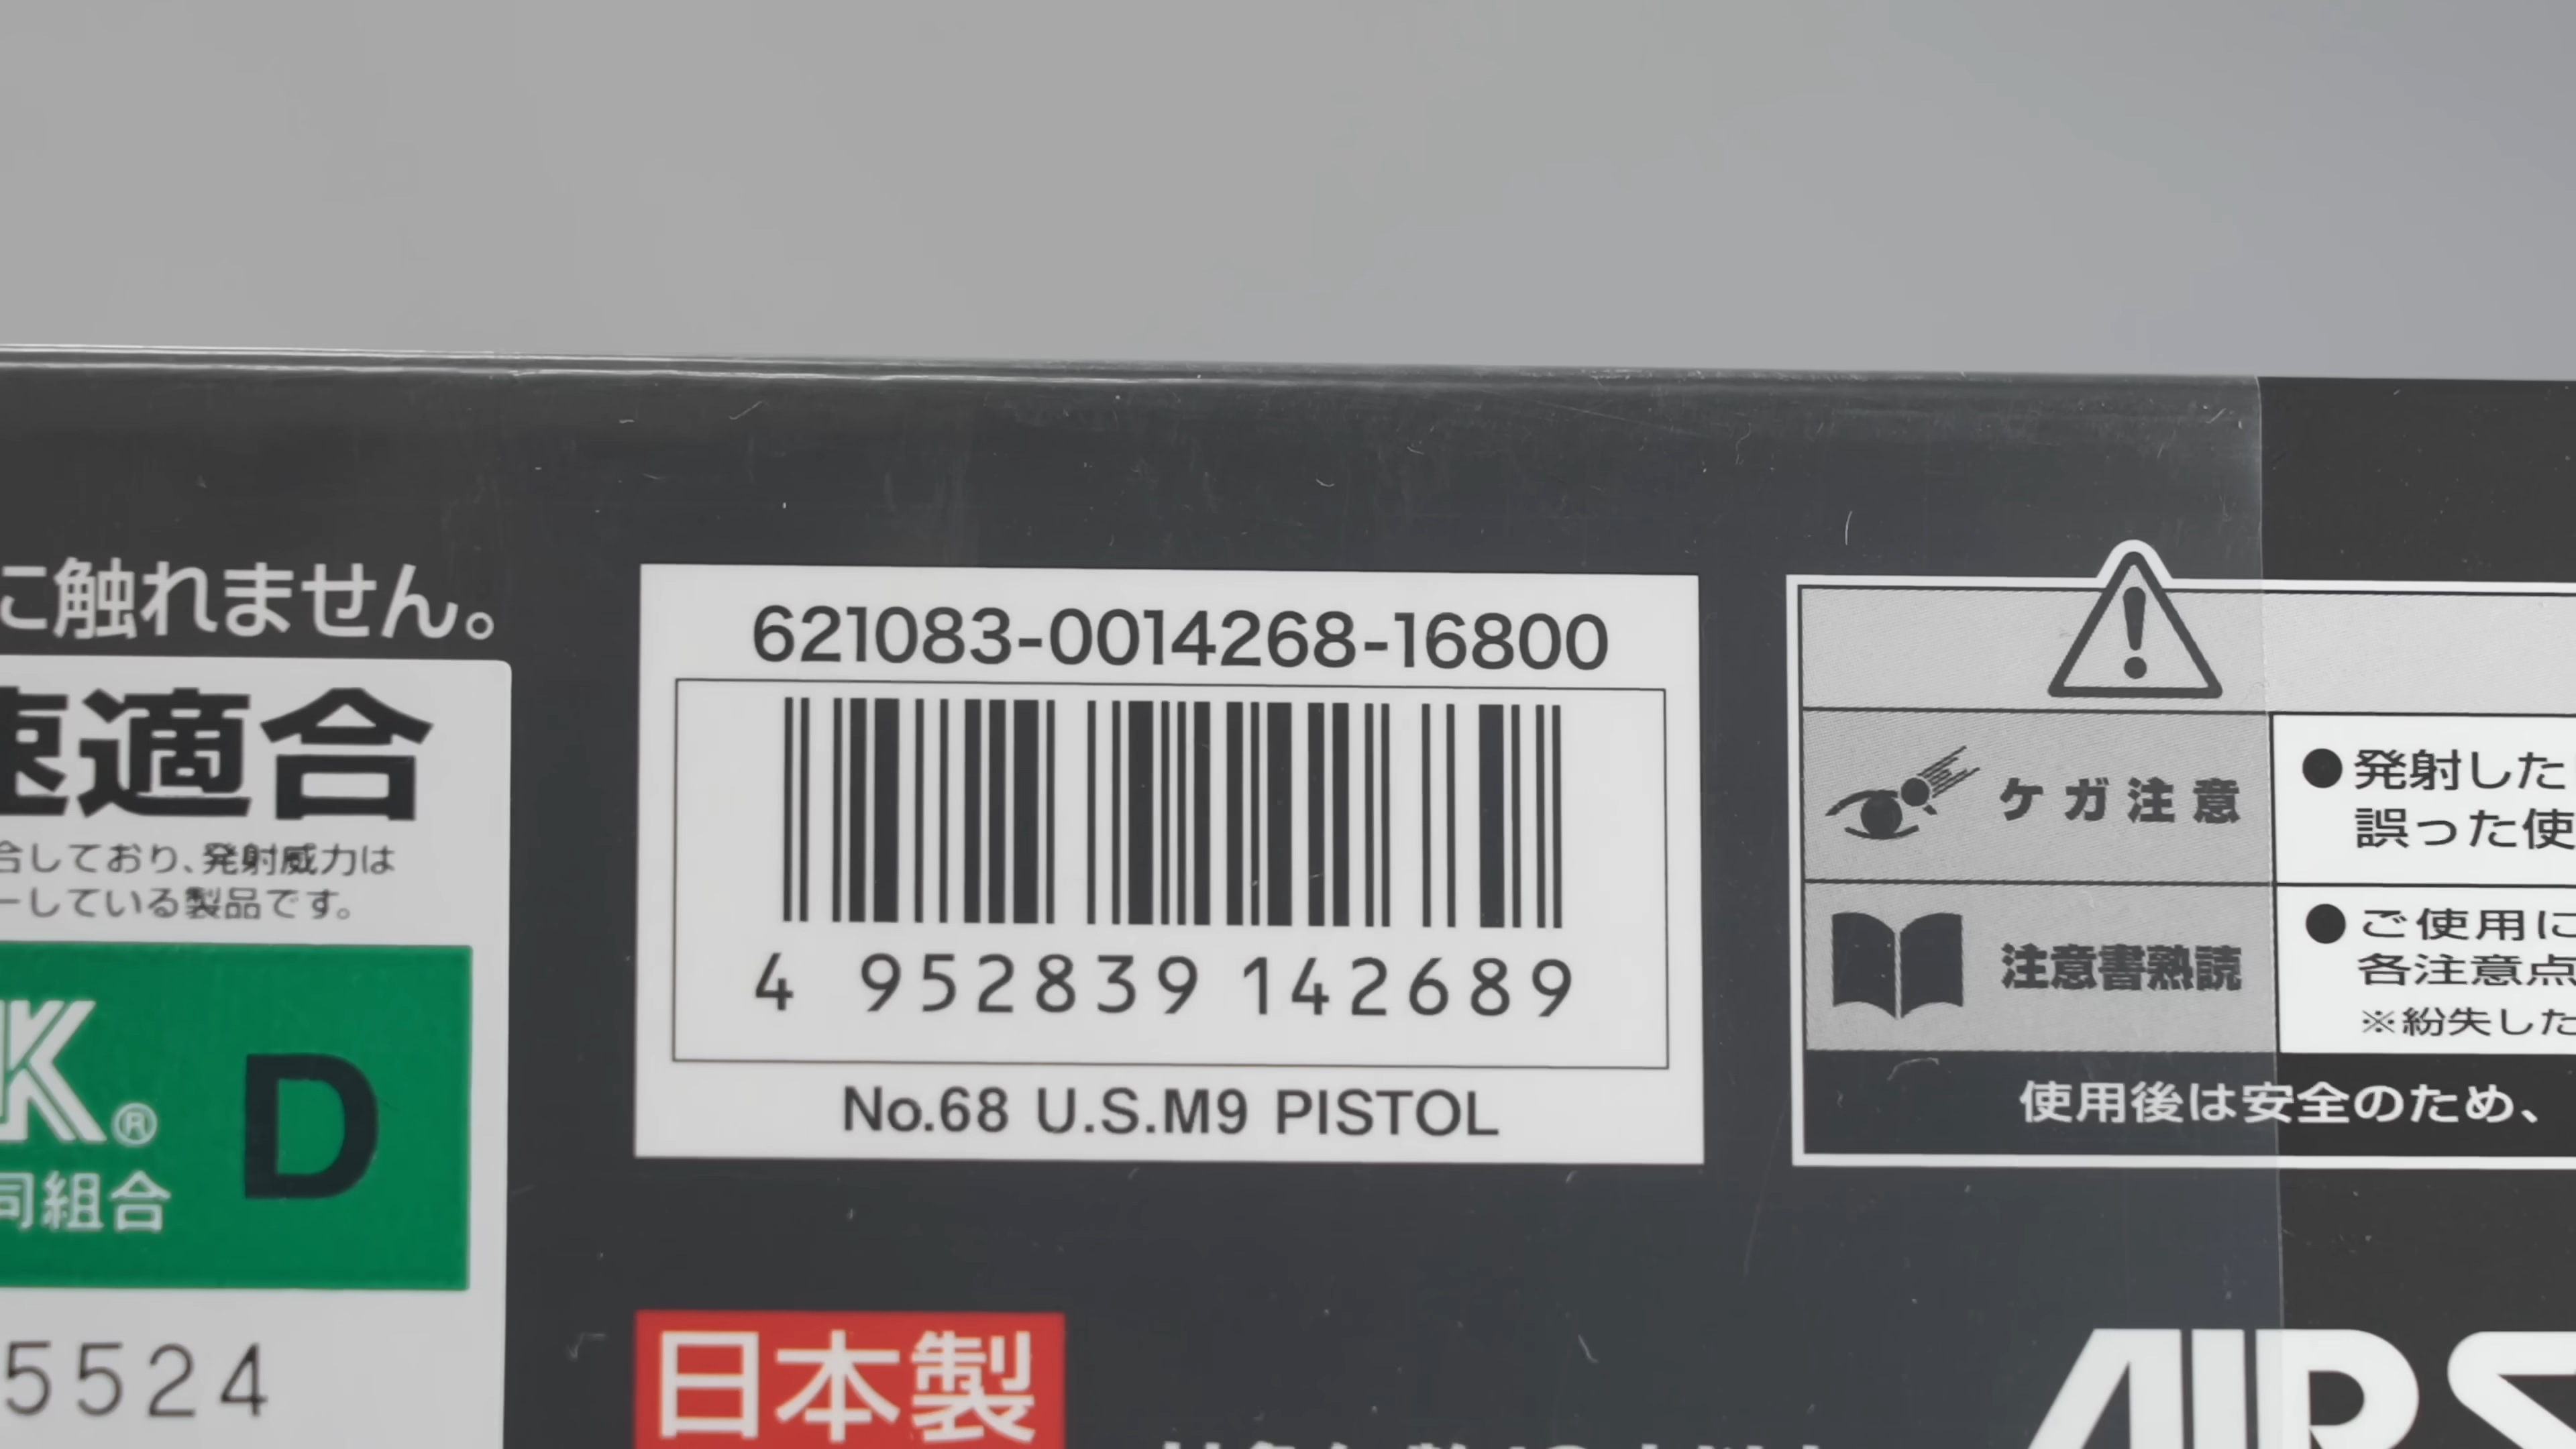 に触れません。
速適合
合しており、発射威力は
ーしている製品です。
K®
D
同組合
5524
621083-0014268-16800
4 952839 142689
No.68 U.S.M9 PISTOL
日本製
ケガ注意
●発射した
誤った使
注意書熟読
●ご使用に
各注意点
※紛失した
使用後は安全のため、
AIRS